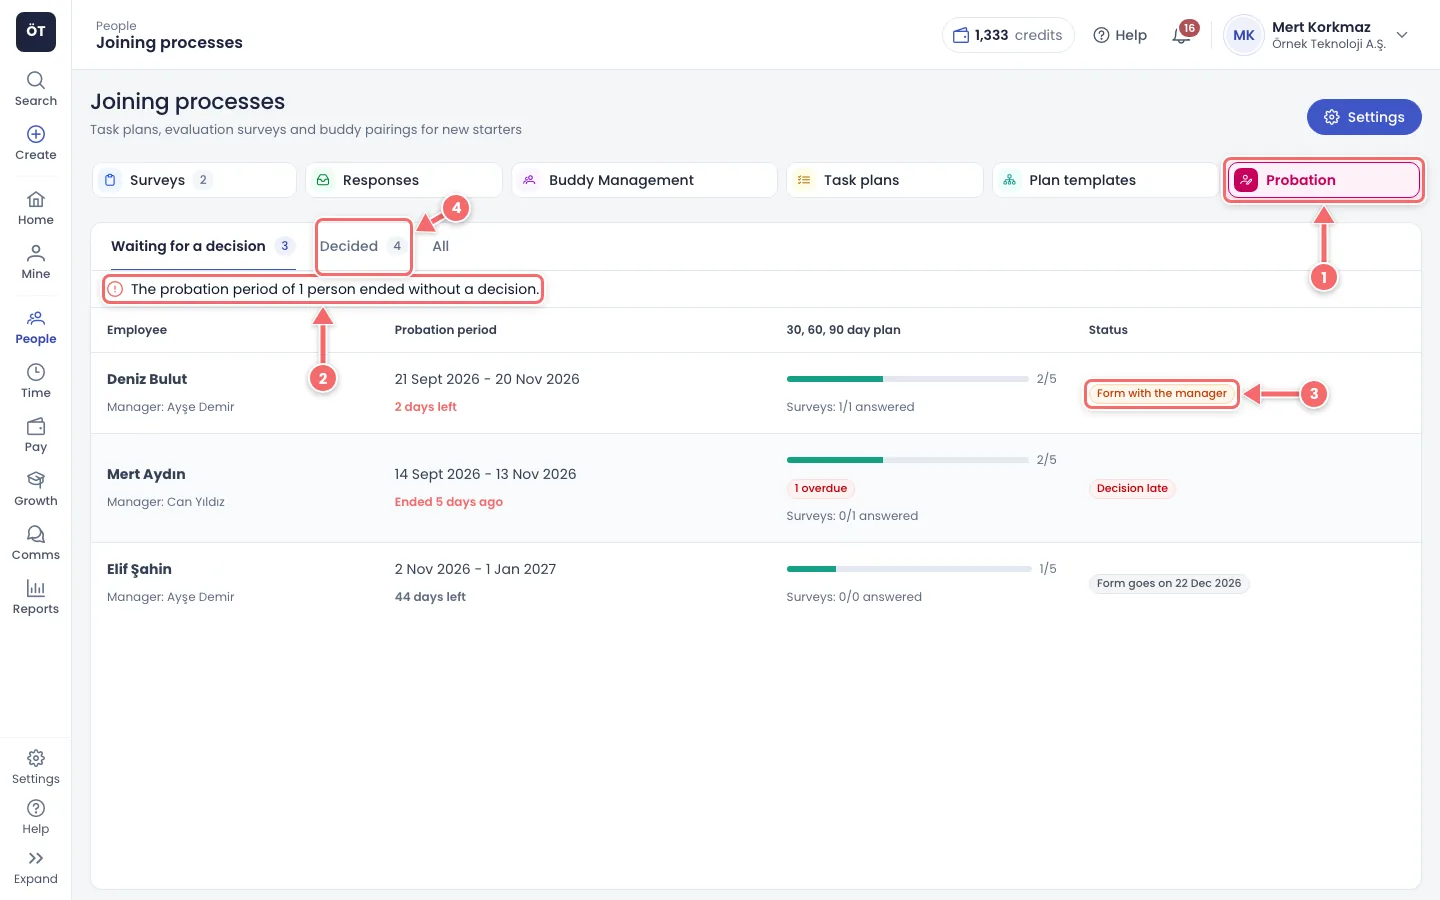 ÖT
Search
Create
Home
Mine
People
Time
Pay
Growth
Comms
Reports
Settings
Help
Expand
People
Joining processes
1,333 credits
Help
16
MK
Mert Korkmaz
Örnek Teknoloji A.Ş.
Joining processes
Task plans, evaluation surveys and buddy pairings for new starters
Settings
Surveys 2
Responses
Buddy Management
Task plans
Plan templates
Probation
Waiting for a decision 3
Decided 4
All
4
1
The probation period of 1 person ended without a decision.
2
Employee
Probation period
30, 60, 90 day plan
Status
Deniz Bulut
Manager: Ayşe Demir
21 Sept 2026 - 20 Nov 2026
2 days left
2/5
Surveys: 1/1 answered
Form with the manager
3
Mert Aydın
Manager: Can Yıldız
14 Sept 2026 - 13 Nov 2026
Ended 5 days ago
2/5
1 overdue
Surveys: 0/1 answered
Decision late
Elif Şahin
Manager: Ayşe Demir
2 Nov 2026 - 1 Jan 2027
44 days left
1/5
Surveys: 0/0 answered
Form goes on 22 Dec 2026